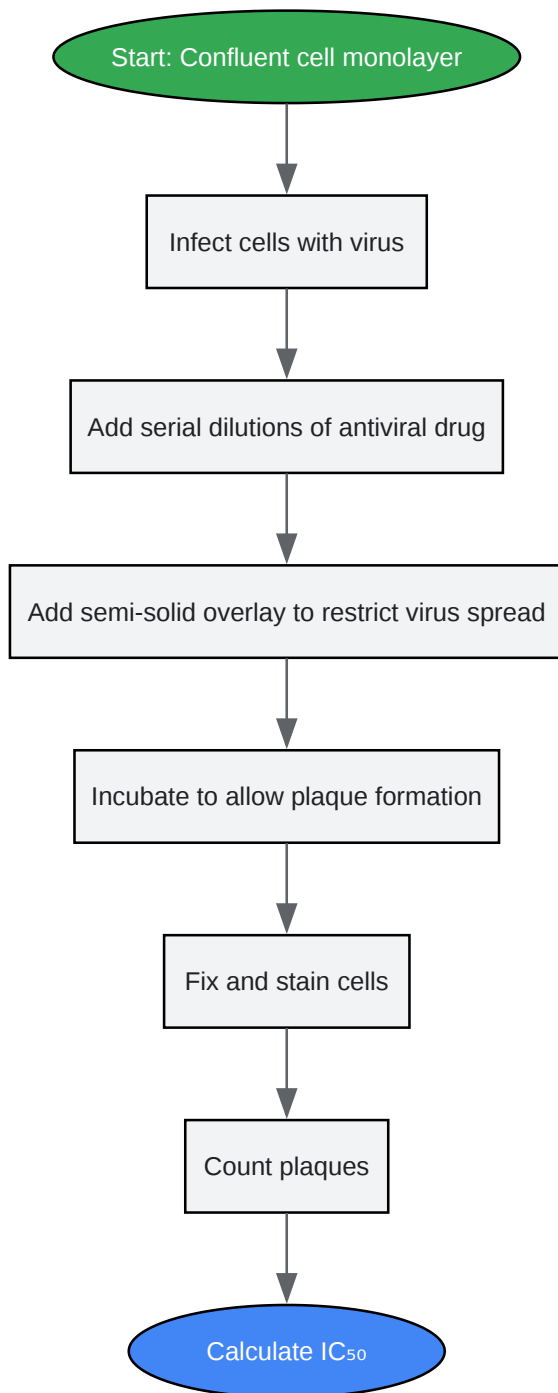 Start: Confluent cell monolayer
Infect cells with virus
Add serial dilutions of antiviral drug
Add semi-solid overlay to restrict virus spread
Incubate to allow plaque formation
Fix and stain cells
Count plaques
Calculate IC₅₀